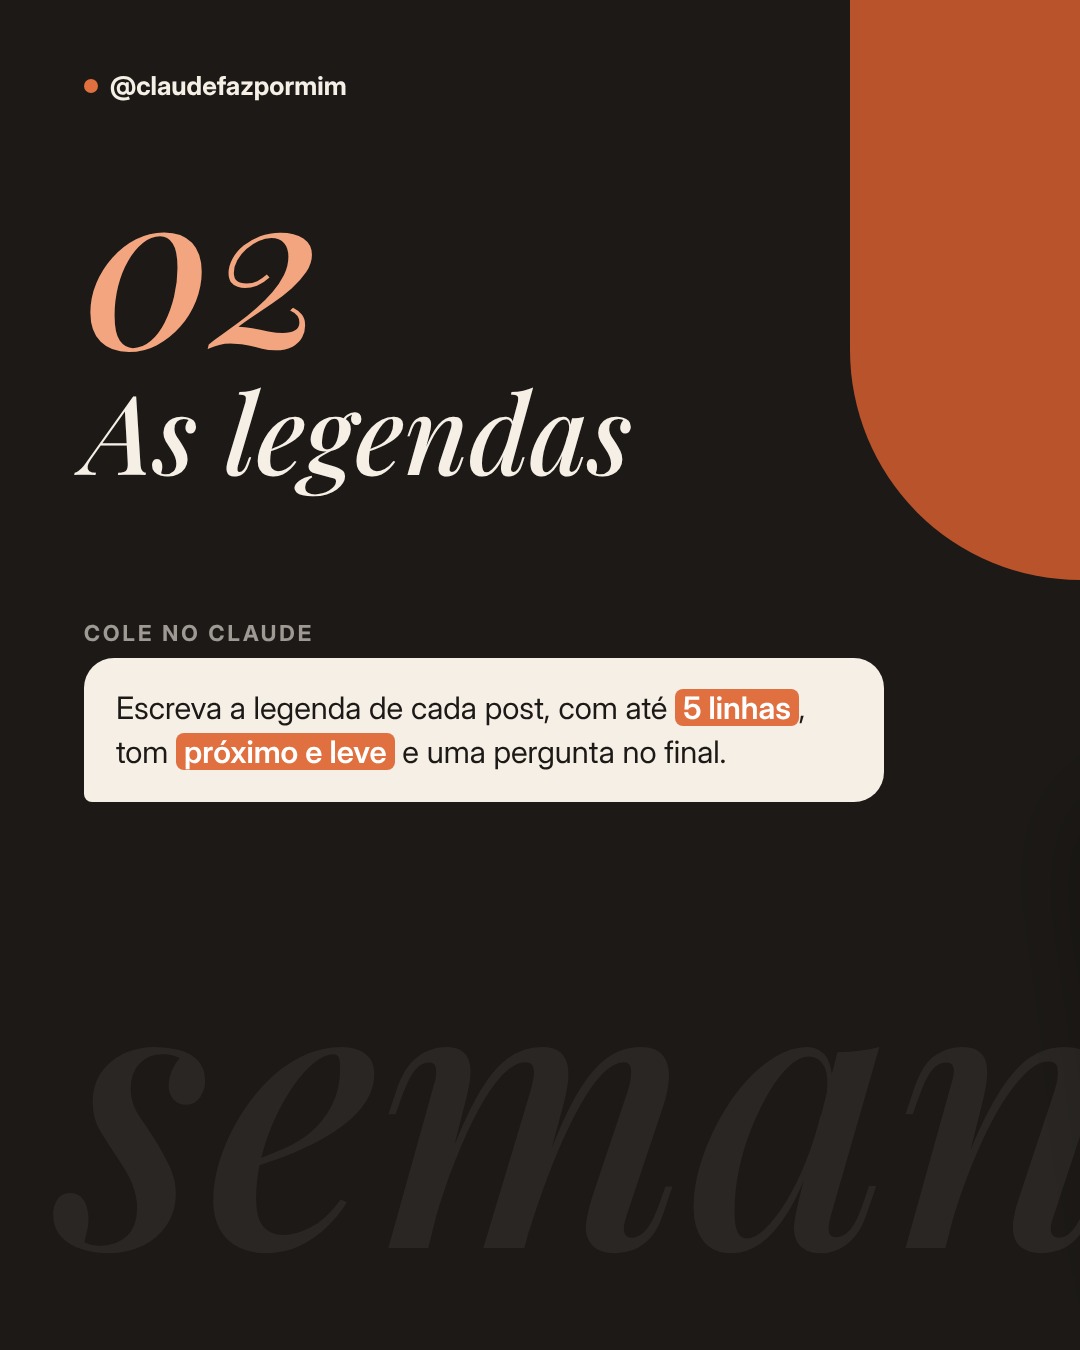 @claudefazpormim
02
As legendas
COLE NO CLAUDE
Escreva a legenda de cada post, com até 5 linhas,
tom próximo e leve e uma pergunta no final.
seman